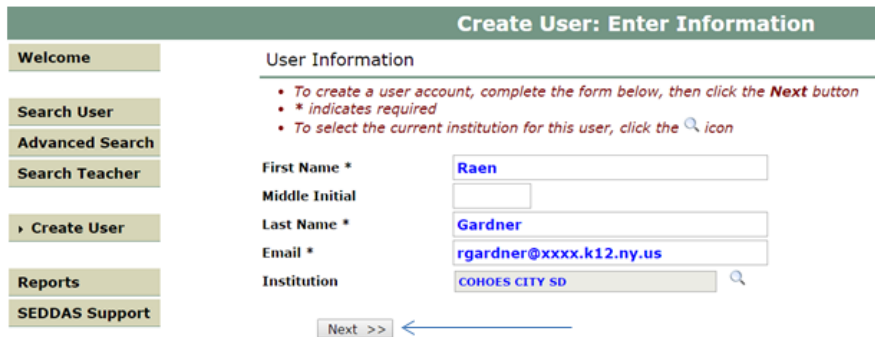 Create User: Enter Information
Welcome
Search User
Advanced Search
Search Teacher
▸ Create User
Reports
SEDDAS Support
User Information
• To create a user account, complete the form below, then click the Next button
• * indicates required
• To select the current institution for this user, click the icon
First Name * Raen
Middle Initial
Last Name * Gardner
Email * rgardner@xxxx.k12.ny.us
Institution COHOES CITY SD
Next >>